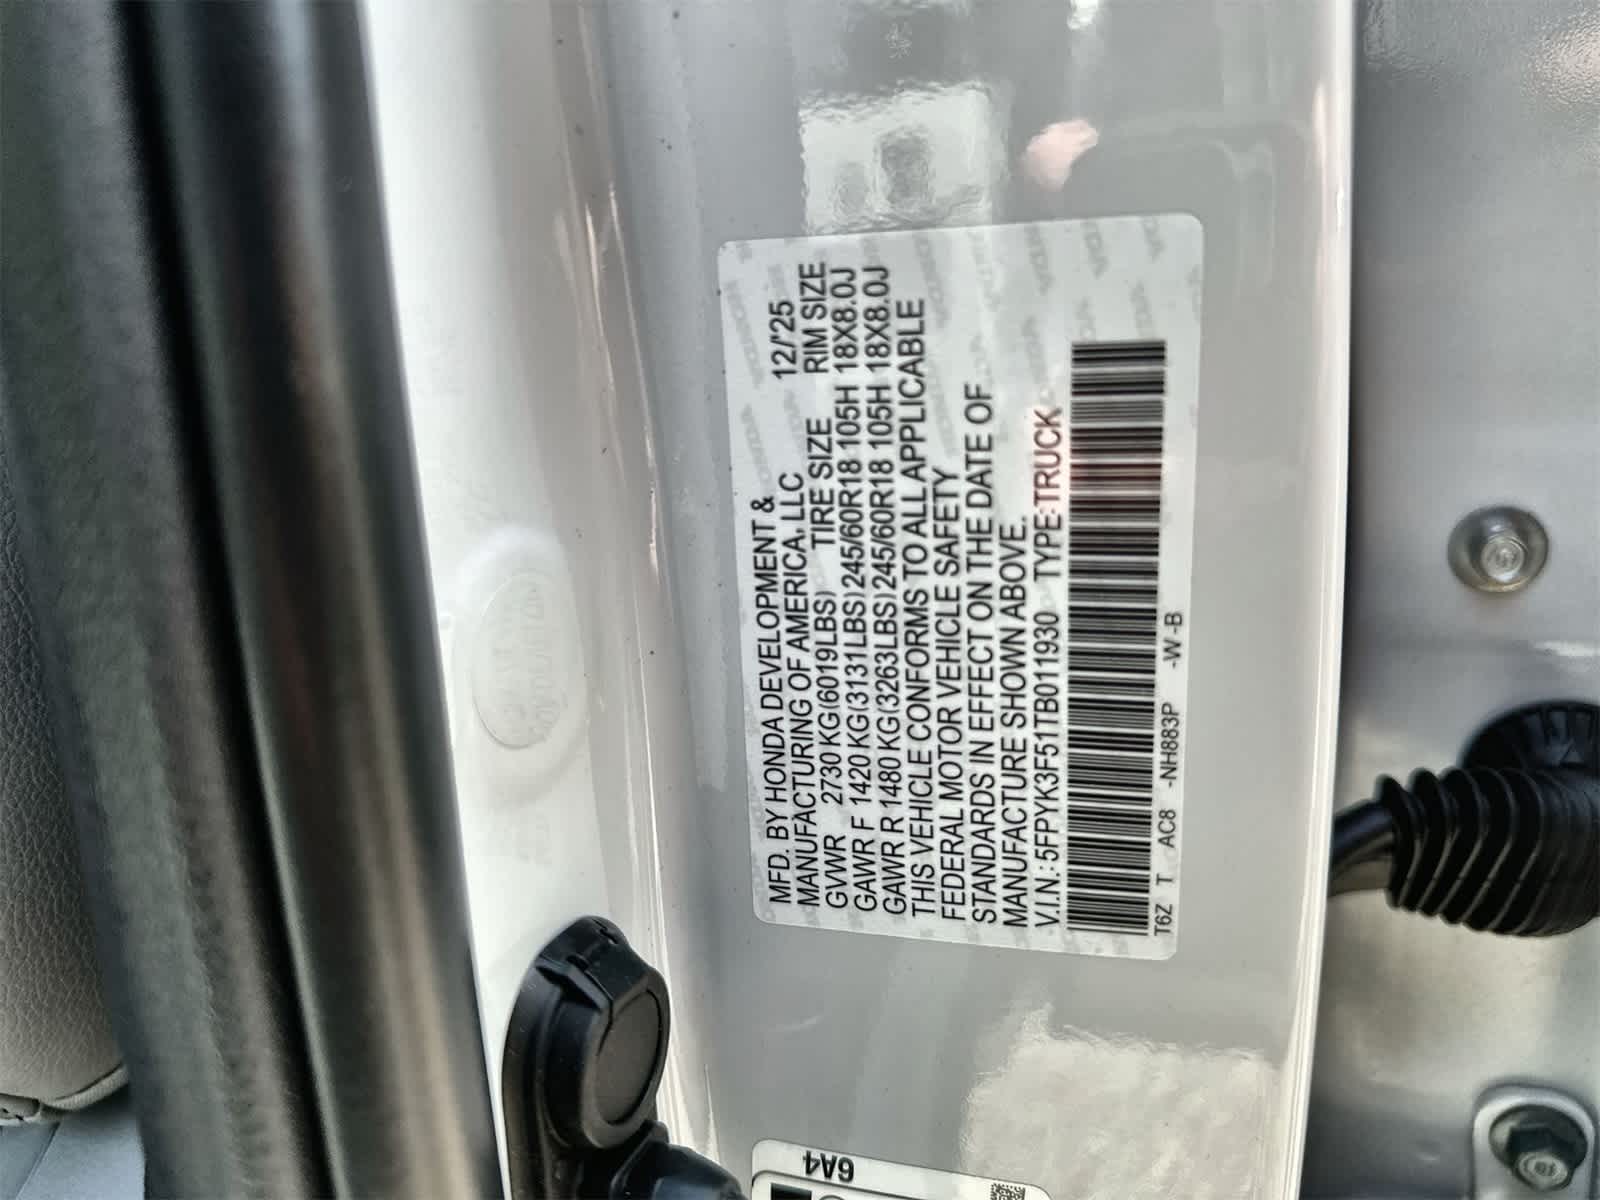 MFD. BY HONDA DEVELOPMENT & 12/'25
MANUFACTURING OF AMERICA, LLC
TIRE SIZE RIM SIZE
GVWR 2730 KG(6019LBS)
GAWR F 1420 KG(3131LBS) 245/60R18 105H 18X8.0J
GAWR R 1480 KG(3263LBS) 245/60R18 105H 18X8.0J
THIS VEHICLE CONFORMS TO ALL APPLICABLE
FEDERAL MOTOR VEHICLE SAFETY
STANDARDS IN EFFECT ON THE DATE OF
MANUFACTURE SHOWN ABOVE.
V.I.N.: 5FPYK3F51TB011930 TYPE:TRUCK
T6Z T AC8 -NH883P -W-B
6A4